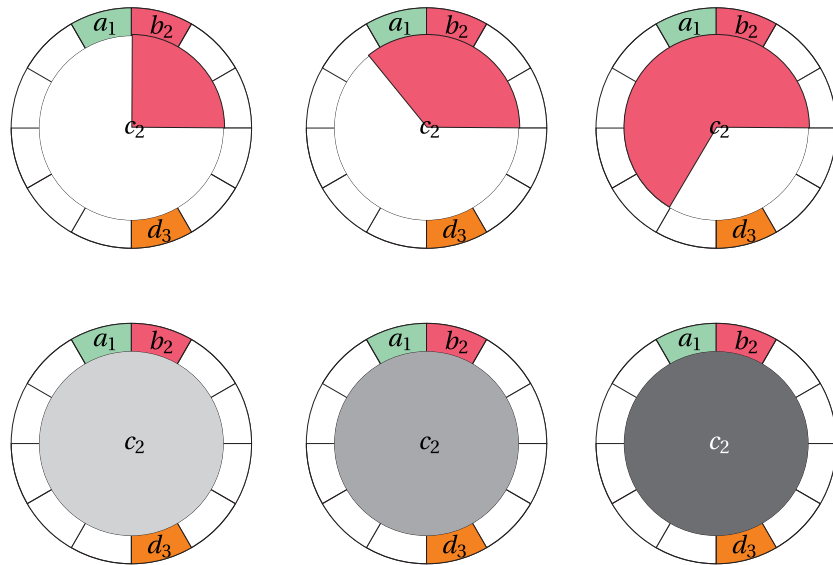 a₁ b₂ a₁ b₂ a₁ b₂
c₂ c₂ c₂
d₃ d₃ d₃
a₁ b₂ a₁ b₂ a₁ b₂
c₂ c₂ c₂
d₃ d₃ d₃